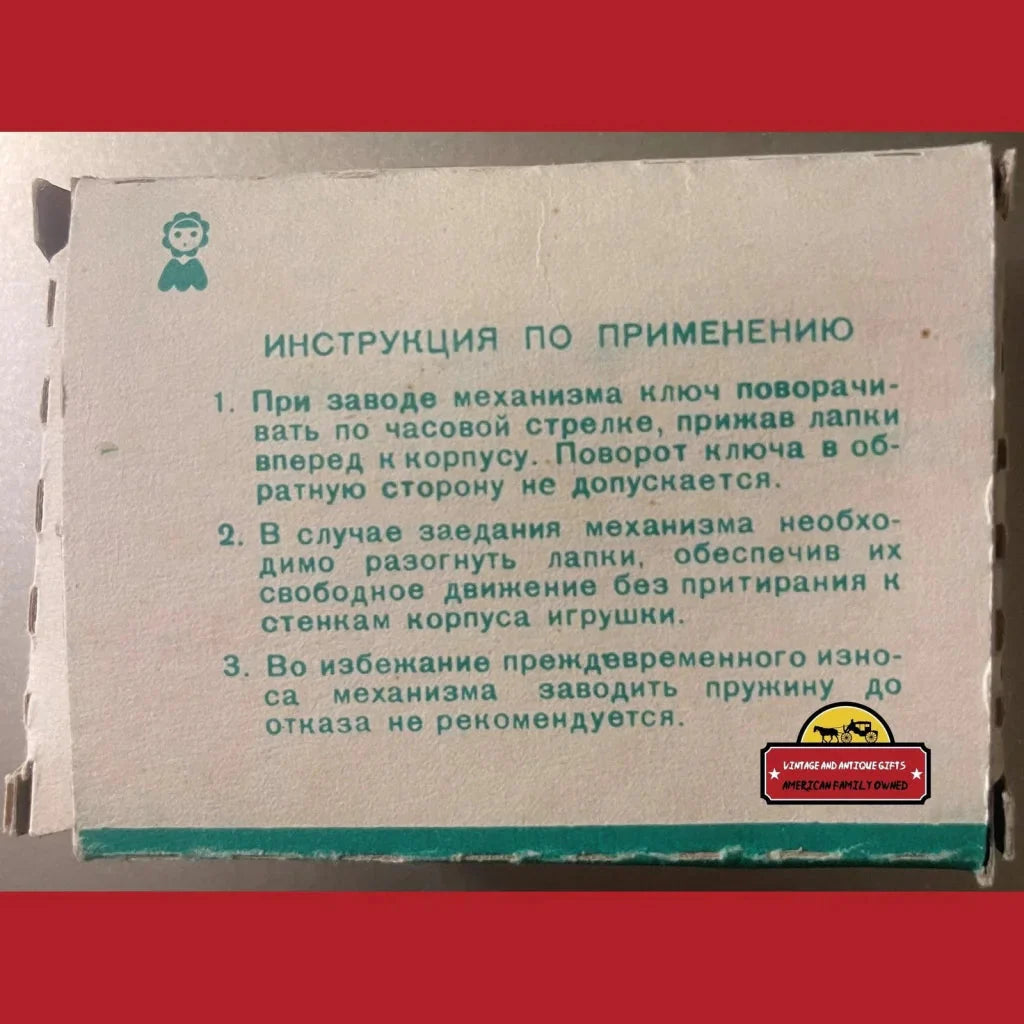 ИНСТРУКЦИЯ ПО ПРИМЕНЕНИЮ
1. При заводе механизма ключ поворачи-
вать по часовой стрелке, прижав лапки
вперед к корпусу. Поворот ключа в об-
ратную сторону не допускается.
2. В случае заедания механизма необхо-
димо разогнуть лапки, обеспечив их
свободное движение без притирания к
стенкам корпуса игрушки.
3. Во избежание преждевременного изно-
са механизма заводить пружину до
отказа не рекомендуется.
VINTAGE AND ANTIQUE GIFTS
AMERICAN FAMILY OWNED